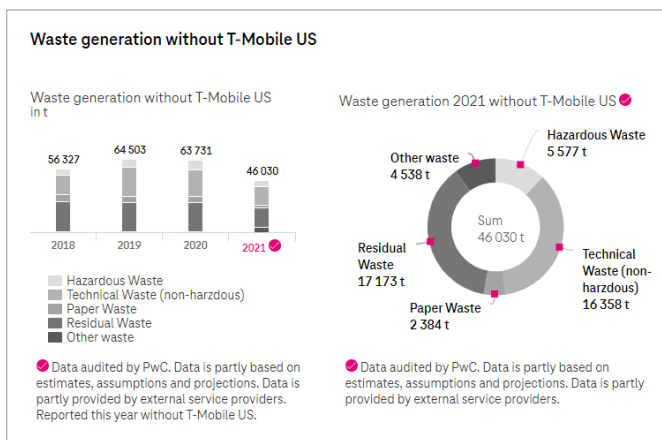 Waste generation without T-Mobile US
Waste generation without T-Mobile US
in t
56 327
64 503
63 731
46 030
2018
2019
2020
2021
Hazardous Waste
Technical Waste (non-harzdous)
Paper Waste
Residual Waste
Other waste
Data audited by PwC. Data is partly based on
estimates, assumptions and projections. Data is
partly provided by external service providers.
Reported this year without T-Mobile US.
Waste generation 2021 without T-Mobile US
Hazardous Waste
5 577 t
Other waste
4 538 t
Sum
46 030 t
Residual
Waste
17 173 t
Technical
Waste (non-
harzdous)
16 358 t
Paper Waste
2 384 t
Data audited by PwC. Data is partly based on
estimates, assumptions and projections. Data is partly
provided by external service providers.